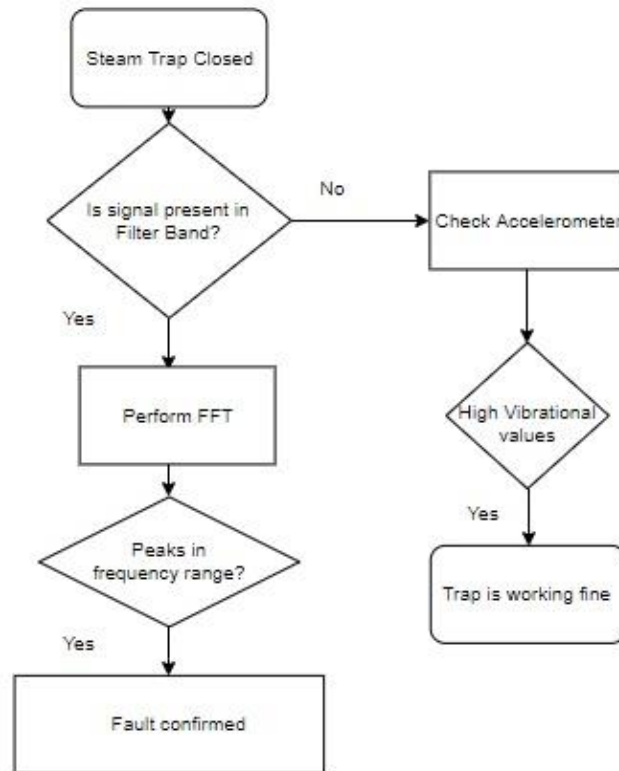 Steam Trap Closed
Is signal present in
Filter Band?
No
Check Accelerometer
Yes
Perform FFT
High Vibrational
values
Peaks in
frequency range?
Yes
Trap is working fine
Yes
Fault confirmed